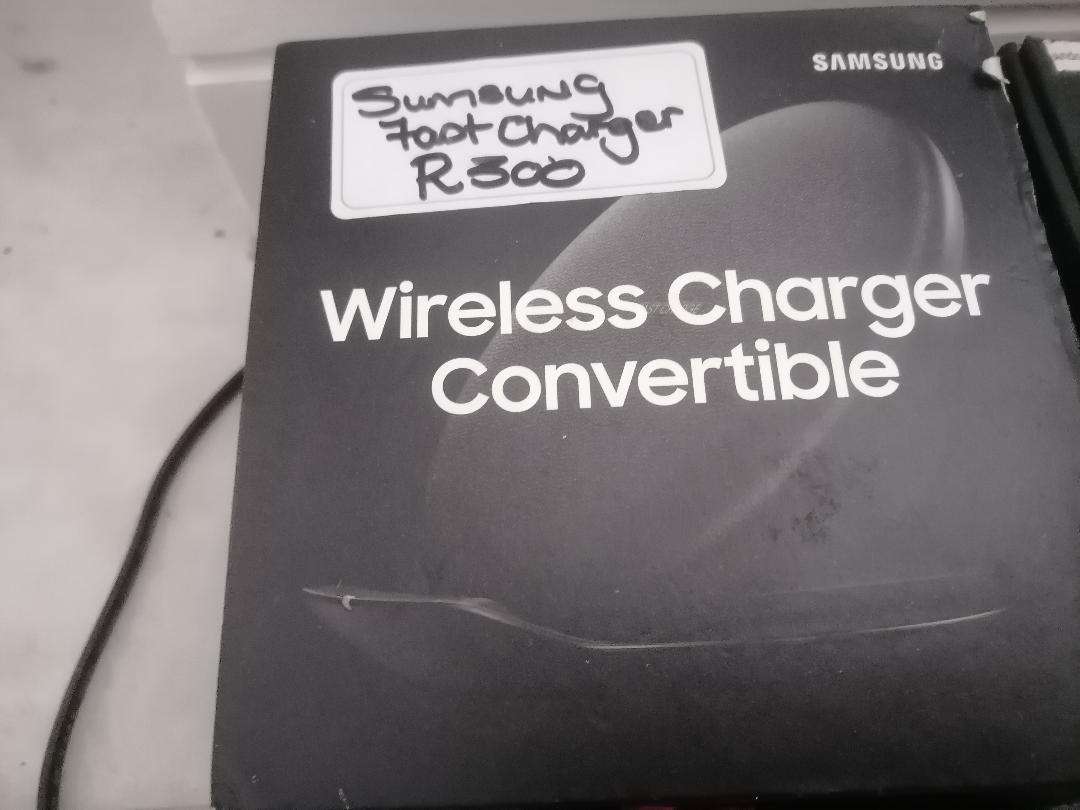 SAMSUNG
Sumsung
Fast Charger
R300
Wireless Charger
Convertible